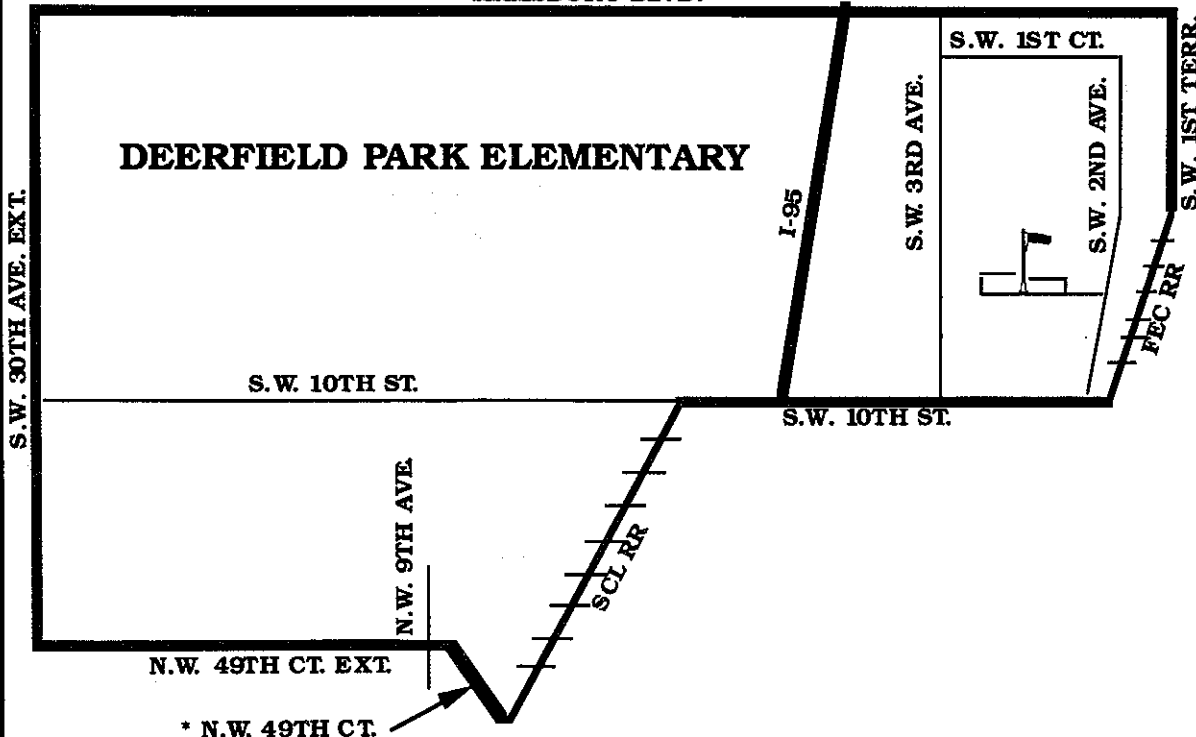 S.W. 1ST CT.
S.W. 1ST TERR.
S.W. 3RD AVE.
S.W. 2ND AVE.
DEERFIELD PARK ELEMENTARY
I-95
S.W. 30TH AVE. EXT.
FEC RR
S.W. 10TH ST.
S.W. 10TH ST.
N.W. 9TH AVE.
SCL RR
N.W. 49TH CT. EXT.
* N.W. 49TH CT.